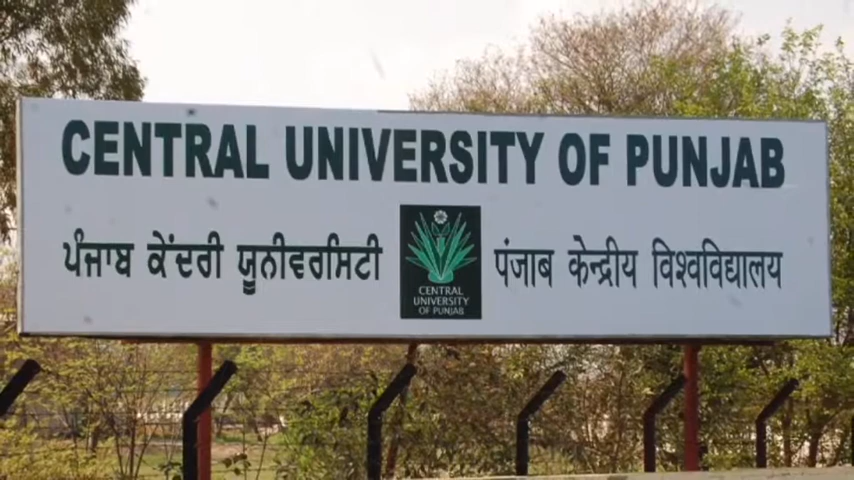 CENTRAL UNIVERSITY OF PUNJAB
ਪੰਜਾਬ ਕੇਂਦਰੀ ਯੂਨੀਵਰਸਿਟੀ
CENTRAL
UNIVERSITY
OF PUNJAB
पंजाब केन्द्रीय विश्वविद्यालय